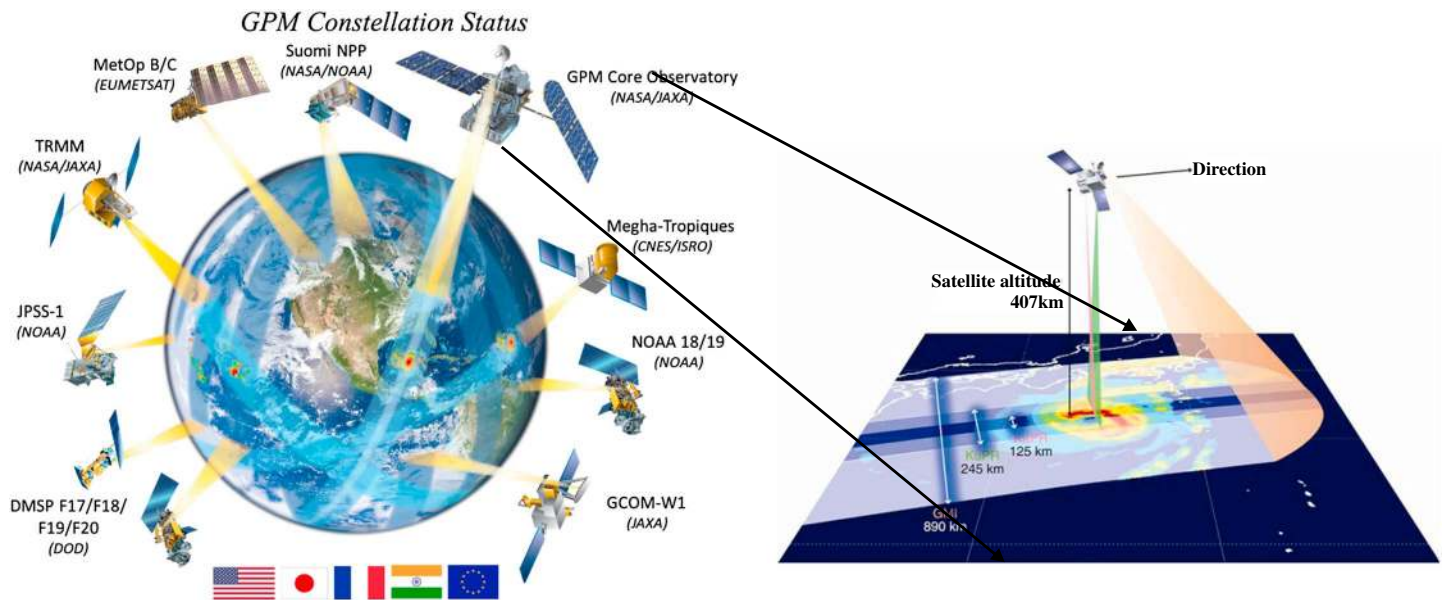 GPM Constellation Status
MetOp B/C
(EUMETSAT)
Suomi NPP
(NASA/NOAA)
GPM Core Observatory
(NASA/JAXA)
TRMM
(NASA/JAXA)
Megha-Tropiques
(CNES/ISRO)
JPSS-1
(NOAA)
NOAA 18/19
(NOAA)
DMSP F17/F18/
F19/F20
(DOD)
GCOM-W1
(JAXA)
Direction
Satellite altitude
407km
KaPR
125 km
KuPR
245 km
GMI
890 km